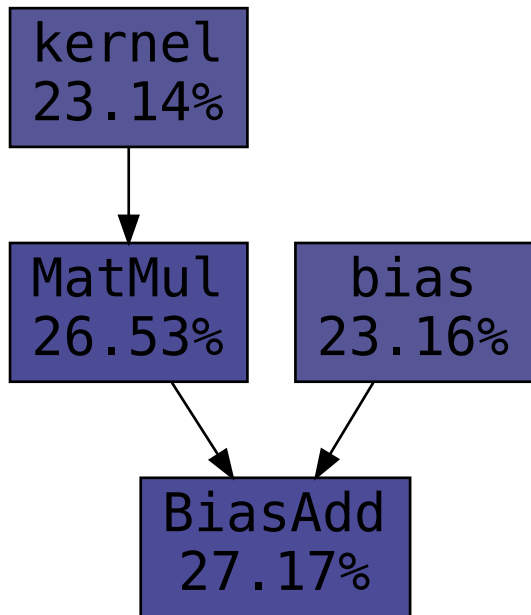 kernel
23.14%
MatMul
26.53%
bias
23.16%
BiasAdd
27.17%